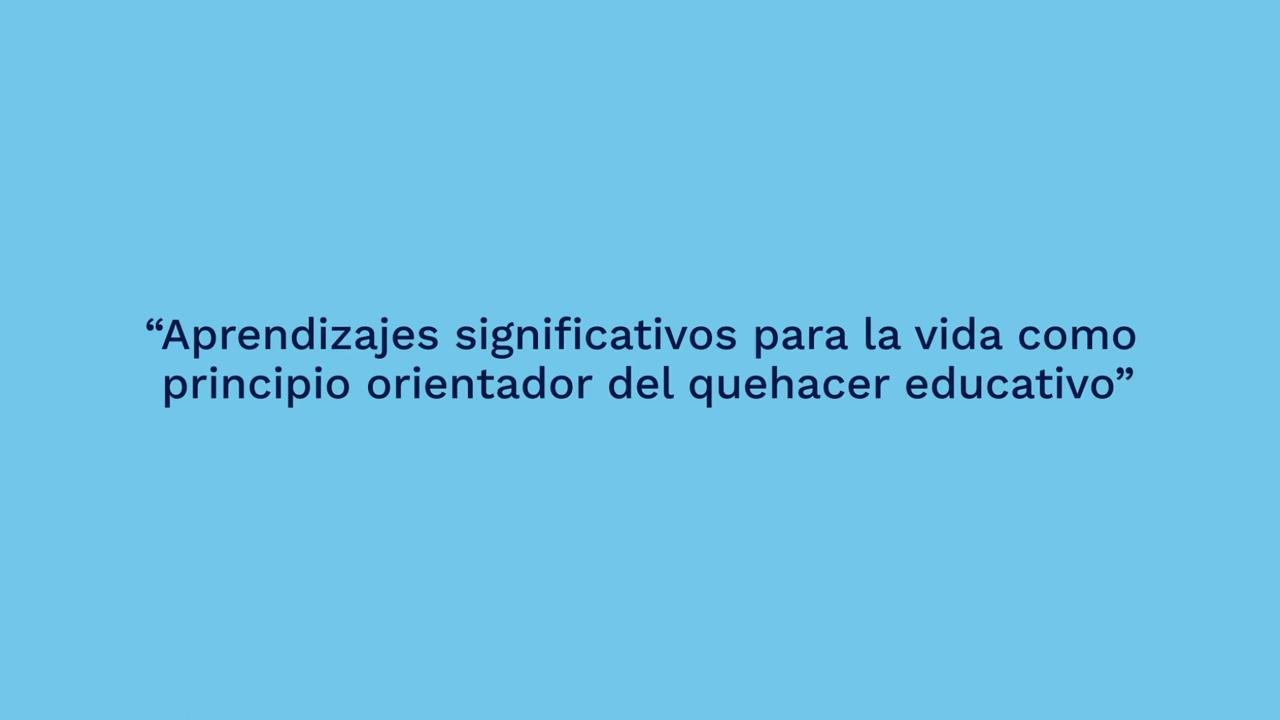 “Aprendizajes significativos para la vida como
principio orientador del quehacer educativo”